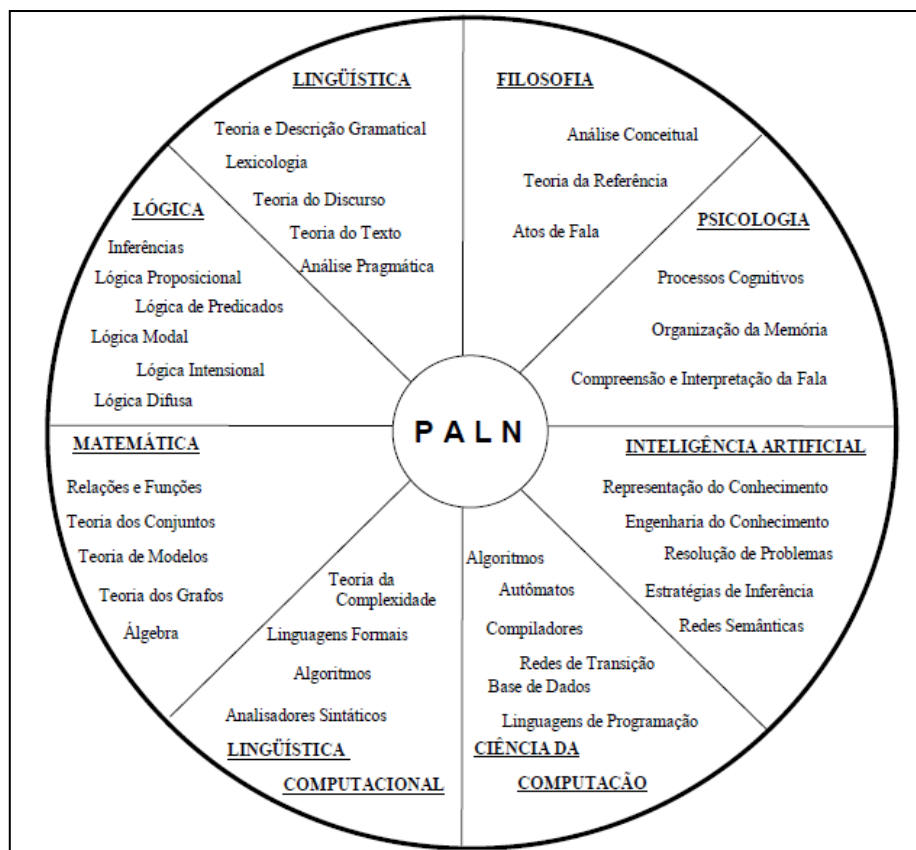 LINGÜÍSTICA
Teoria e Descrição Gramatical
Lexicologia
Teoria do Discurso
Teoria do Texto
Análise Pragmática
FILOSOFIA
Análise Conceitual
Teoria da Referência
Atos de Fala
PSICOLOGIA
Processos Cognitivos
Organização da Memória
Compreensão e Interpretação da Fala
LÓGICA
Inferências
Lógica Proposicional
Lógica de Predicados
Lógica Modal
Lógica Intensional
Lógica Difusa
P A L N
MATEMÁTICA
Relações e Funções
Teoria dos Conjuntos
Teoria de Modelos
Teoria dos Grafos
Álgebra
INTELIGÊNCIA ARTIFICIAL
Representação do Conhecimento
Engenharia do Conhecimento
Resolução de Problemas
Estratégias de Inferência
Redes Semânticas
Teoria da
Complexidade
Linguagens Formais
Algoritmos
Analisadores Sintáticos
LINGÜÍSTICA
COMPUTACIONAL
Algoritmos
Autômatos
Compiladores
Redes de Transição
Base de Dados
Linguagens de Programação
CIÊNCIA DA
COMPUTAÇÃO